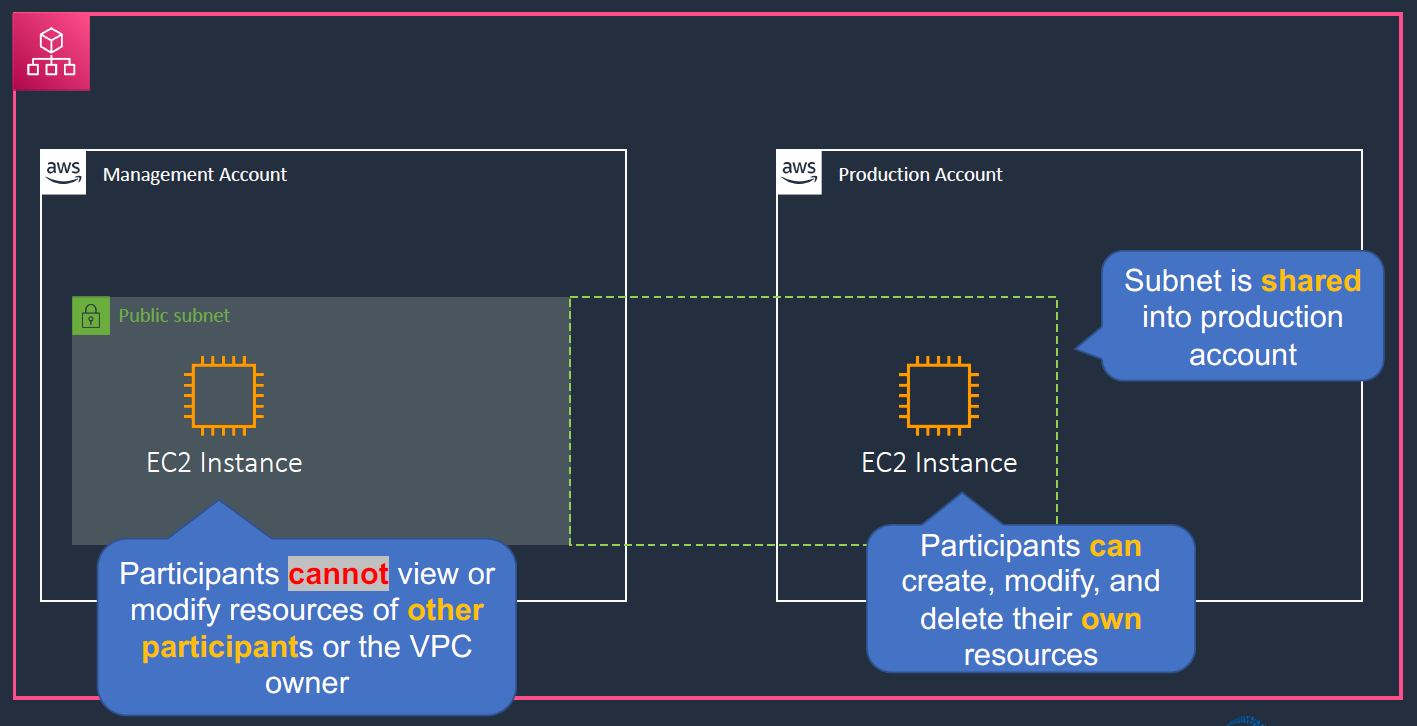 aws
Management Account
aws
Production Account
Subnet is shared
into production
account
Public subnet
EC2 Instance
EC2 Instance
Participants cannot view or
modify resources of other
participants or the VPC
owner
Participants can
create, modify, and
delete their own
resources